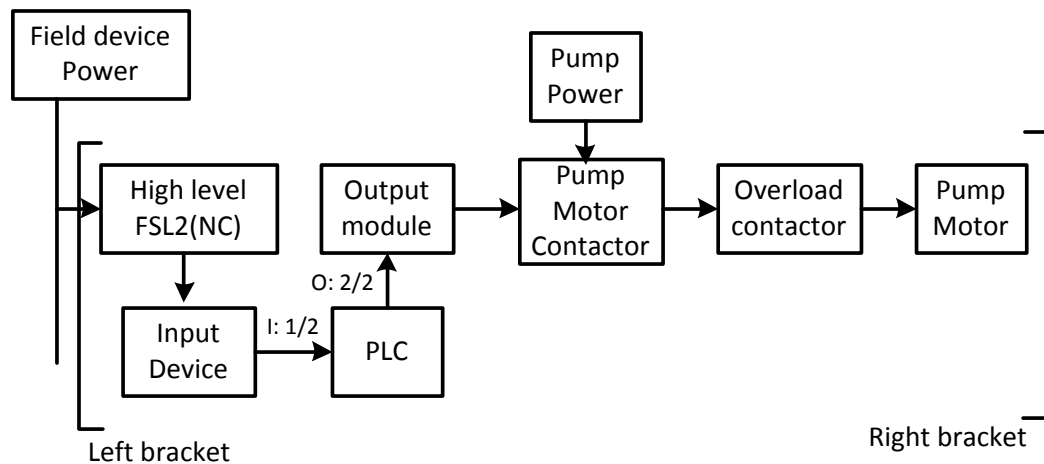 Field device
Power
Pump
Power
High level
FSL2(NC)
Output
module
Pump
Motor
Contactor
Overload
contactor
Pump
Motor
O: 2/2
Input
Device
I: 1/2
PLC
Left bracket
Right bracket